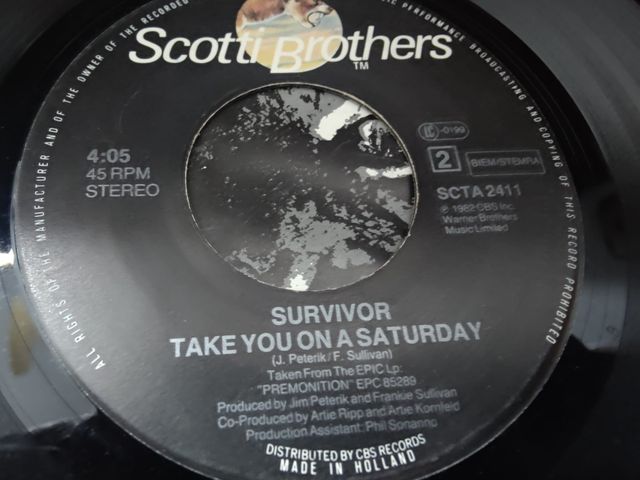 Scotti Brothers
TM
ALL RIGHTS OF THE MANUFACTURER AND OF THE OWNER OF THE RECORDED
PERFORMANCE BROADCASTING AND COPYING OF THIS RECORD PROHIBITED
4:05
45 RPM
STEREO
LC-0199
2
BIEM/STEMRA
SCTA 2411
℗ 1982 CBS Inc.
Warner Brothers
Music Limited
SURVIVOR
TAKE YOU ON A SATURDAY
(J. Peterik/F. Sullivan)
Taken From The EPIC Lp:
"PREMONITION" EPC 85289
Produced by Jim Peterik and Frankie Sullivan
Co-Produced by Artie Ripp and Artie Kornfeld
Production Assistant: Phil Bonanno
DISTRIBUTED BY CBS RECORDS
MADE IN HOLLAND